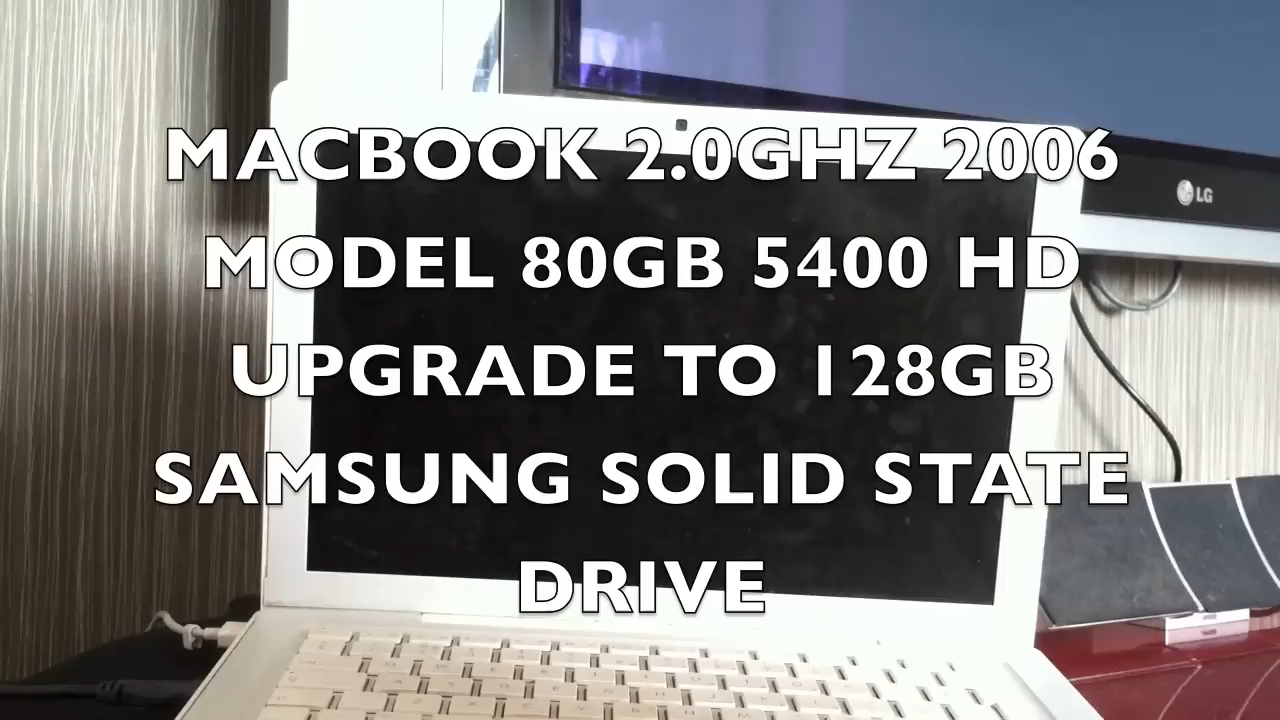 MACBOOK 2.0GHZ 2006
MODEL 80GB 5400 HD
UPGRADE TO 128GB
SAMSUNG SOLID STATE
DRIVE
LG